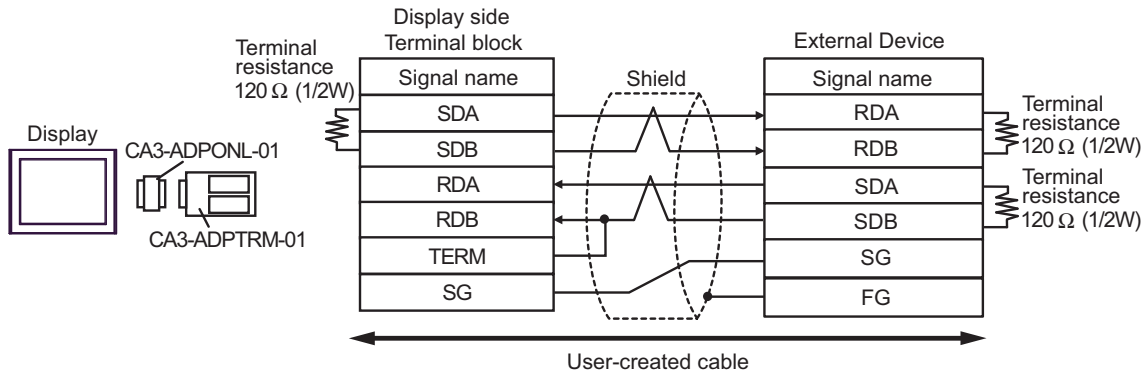 Display side
Terminal block
External Device
Terminal
resistance
120 Ω (1/2W)
Signal name
Shield
Signal name
SDA
RDA
Terminal
resistance
120 Ω (1/2W)
Display
CA3-ADPONL-01
SDB
RDB
RDA
SDA
Terminal
resistance
120 Ω (1/2W)
CA3-ADPTRM-01
RDB
SDB
TERM
SG
SG
FG
User-created cable